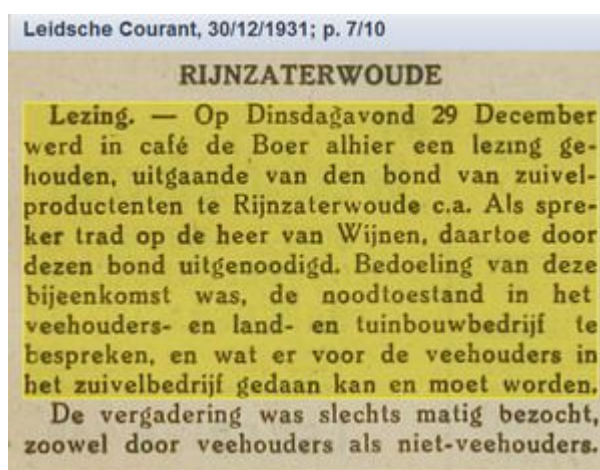 Leidsche Courant, 30/12/1931; p. 7/10
RIJNZATERWOUDE
Lezing. — Op Dinsdagavond 29 December
werd in café de Boer alhier een lezing ge-
houden, uitgaande van den bond van zuivel-
productenten te Rijnzaterwoude c.a. Als spre-
ker trad op de heer van Wijnen, daartoe door
dezen bond uitgenoodigd. Bedoeling van deze
bijeenkomst was, de noodtoestand in het
veehouders- en land- en tuinbouwbedrijf te
bespreken, en wat er voor de veehouders in
het zuivelbedrijf gedaan kan en moet worden.
De vergadering was slechts matig bezocht,
zoowel door veehouders als niet-veehouders.